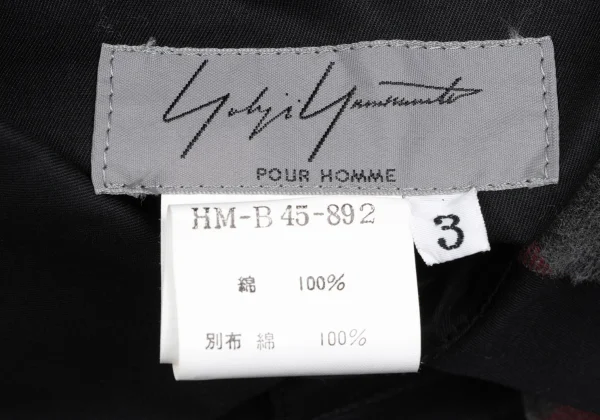 Yohji Yamamoto
POUR HOMME
HM-B 45-892
3
綿 100%
別布 綿 100%